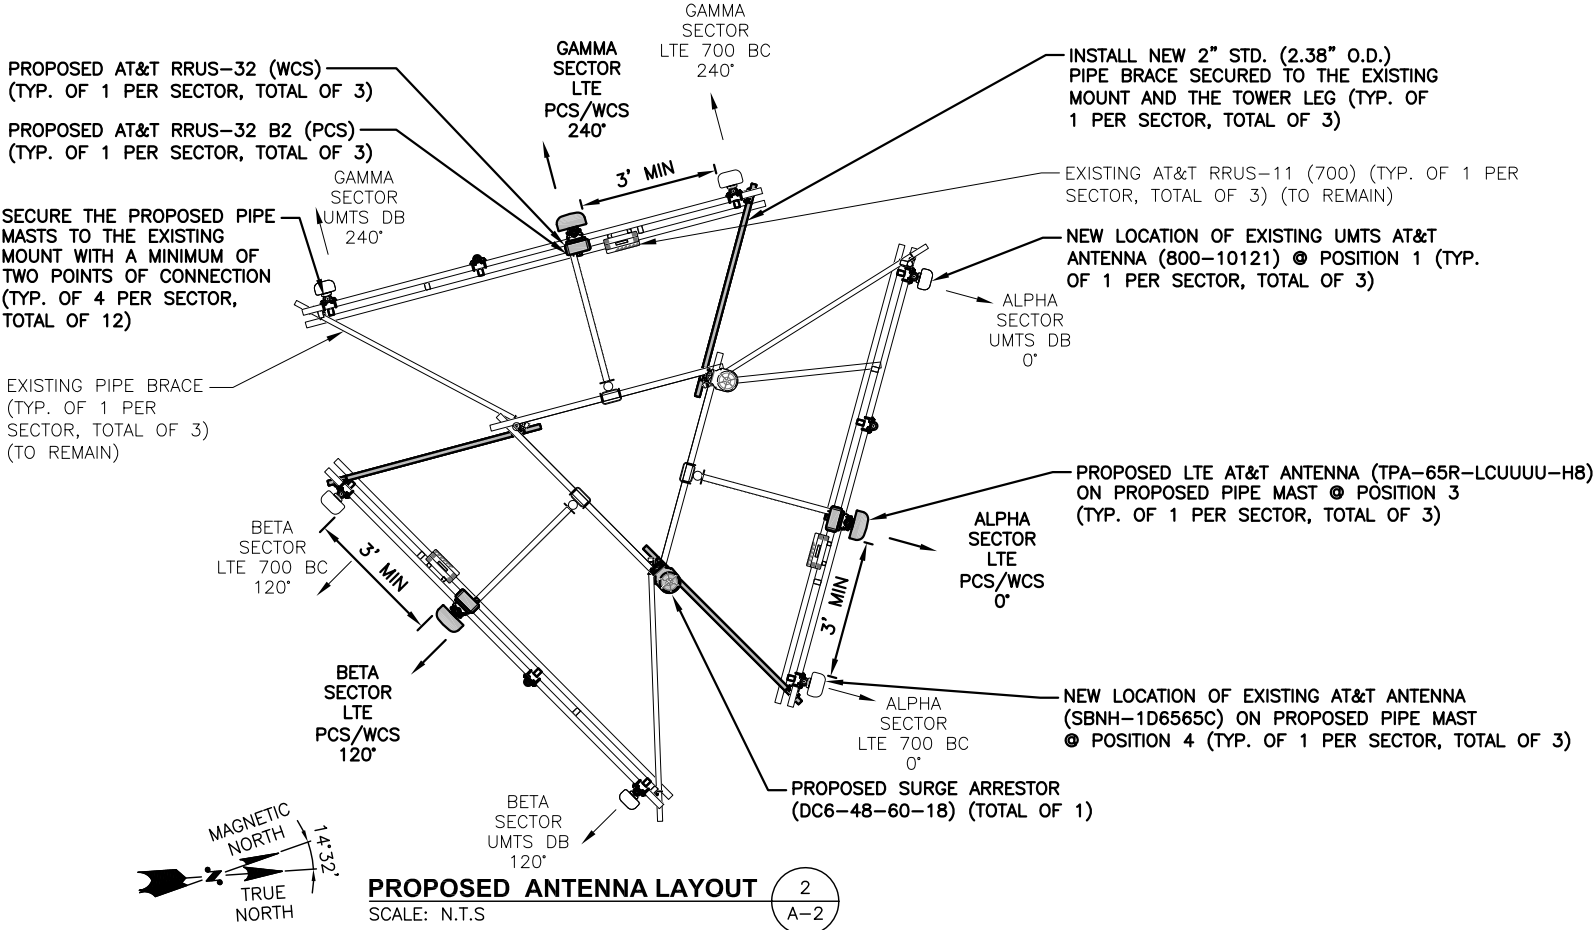 GAMMA
SECTOR
LTE 700 BC
240°
GAMMA
SECTOR
LTE
PCS/WCS
240°
PROPOSED AT&T RRUS-32 (WCS)
(TYP. OF 1 PER SECTOR, TOTAL OF 3)
PROPOSED AT&T RRUS-32 B2 (PCS)
(TYP. OF 1 PER SECTOR, TOTAL OF 3)
GAMMA
SECTOR
UMTS DB
240°
SECURE THE PROPOSED PIPE
MASTS TO THE EXISTING
MOUNT WITH A MINIMUM OF
TWO POINTS OF CONNECTION
(TYP. OF 4 PER SECTOR,
TOTAL OF 12)
EXISTING PIPE BRACE
(TYP. OF 1 PER
SECTOR, TOTAL OF 3)
(TO REMAIN)
3' MIN
INSTALL NEW 2" STD. (2.38" O.D.)
PIPE BRACE SECURED TO THE EXISTING
MOUNT AND THE TOWER LEG (TYP. OF
1 PER SECTOR, TOTAL OF 3)
EXISTING AT&T RRUS-11 (700) (TYP. OF 1 PER
SECTOR, TOTAL OF 3) (TO REMAIN)
NEW LOCATION OF EXISTING UMTS AT&T
ANTENNA (800-10121) @ POSITION 1 (TYP.
OF 1 PER SECTOR, TOTAL OF 3)
ALPHA
SECTOR
UMTS DB
0°
PROPOSED LTE AT&T ANTENNA (TPA-65R-LCUUUU-H8)
ON PROPOSED PIPE MAST @ POSITION 3
(TYP. OF 1 PER SECTOR, TOTAL OF 3)
ALPHA
SECTOR
LTE
PCS/WCS
0°
3' MIN
BETA
SECTOR
LTE 700 BC
120°
3' MIN
BETA
SECTOR
LTE
PCS/WCS
120°
NEW LOCATION OF EXISTING AT&T ANTENNA
(SBNH-1D6565C) ON PROPOSED PIPE MAST
@ POSITION 4 (TYP. OF 1 PER SECTOR, TOTAL OF 3)
ALPHA
SECTOR
LTE 700 BC
0°
PROPOSED SURGE ARRESTOR
(DC6-48-60-18) (TOTAL OF 1)
BETA
SECTOR
UMTS DB
120°
MAGNETIC
NORTH
14°32'
N
TRUE
NORTH
PROPOSED ANTENNA LAYOUT
SCALE: N.T.S
2
A-2